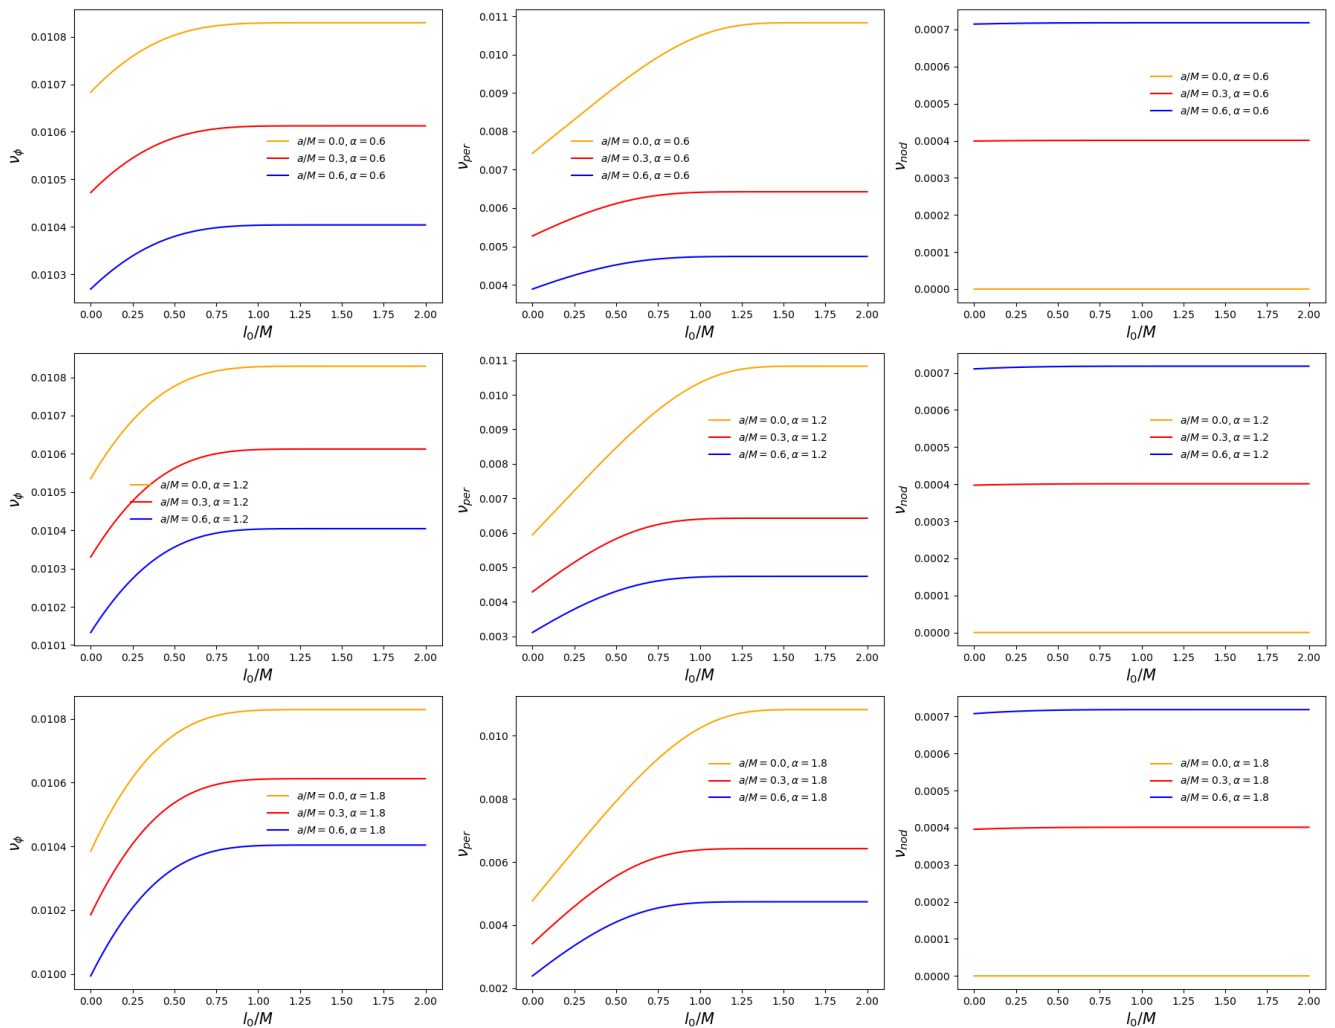 0.0108
0.0107
0.0106
0.0105
0.0104
0.0103
ν_ϕ
a/M = 0.0, α = 0.6
a/M = 0.3, α = 0.6
a/M = 0.6, α = 0.6
0.00 0.25 0.50 0.75 1.00 1.25 1.50 1.75 2.00
l₀/M
0.011
0.010
0.009
0.008
0.007
0.006
0.005
0.004
ν_per
a/M = 0.0, α = 0.6
a/M = 0.3, α = 0.6
a/M = 0.6, α = 0.6
0.00 0.25 0.50 0.75 1.00 1.25 1.50 1.75 2.00
l₀/M
0.0007
0.0006
0.0005
0.0004
0.0003
0.0002
0.0001
0.0000
ν_nod
a/M = 0.0, α = 0.6
a/M = 0.3, α = 0.6
a/M = 0.6, α = 0.6
0.00 0.25 0.50 0.75 1.00 1.25 1.50 1.75 2.00
l₀/M
0.0108
0.0107
0.0106
0.0105
0.0104
0.0103
0.0102
0.0101
ν_ϕ
a/M = 0.0, α = 1.2
a/M = 0.3, α = 1.2
a/M = 0.6, α = 1.2
0.00 0.25 0.50 0.75 1.00 1.25 1.50 1.75 2.00
l₀/M
0.011
0.010
0.009
0.008
0.007
0.006
0.005
0.004
0.003
ν_per
a/M = 0.0, α = 1.2
a/M = 0.3, α = 1.2
a/M = 0.6, α = 1.2
0.00 0.25 0.50 0.75 1.00 1.25 1.50 1.75 2.00
l₀/M
0.0007
0.0006
0.0005
0.0004
0.0003
0.0002
0.0001
0.0000
ν_nod
a/M = 0.0, α = 1.2
a/M = 0.3, α = 1.2
a/M = 0.6, α = 1.2
0.00 0.25 0.50 0.75 1.00 1.25 1.50 1.75 2.00
l₀/M
0.0108
0.0106
0.0104
0.0102
0.0100
ν_ϕ
a/M = 0.0, α = 1.8
a/M = 0.3, α = 1.8
a/M = 0.6, α = 1.8
0.00 0.25 0.50 0.75 1.00 1.25 1.50 1.75 2.00
l₀/M
0.010
0.008
0.006
0.004
0.002
ν_per
a/M = 0.0, α = 1.8
a/M = 0.3, α = 1.8
a/M = 0.6, α = 1.8
0.00 0.25 0.50 0.75 1.00 1.25 1.50 1.75 2.00
l₀/M
0.0007
0.0006
0.0005
0.0004
0.0003
0.0002
0.0001
0.0000
ν_nod
a/M = 0.0, α = 1.8
a/M = 0.3, α = 1.8
a/M = 0.6, α = 1.8
0.00 0.25 0.50 0.75 1.00 1.25 1.50 1.75 2.00
l₀/M